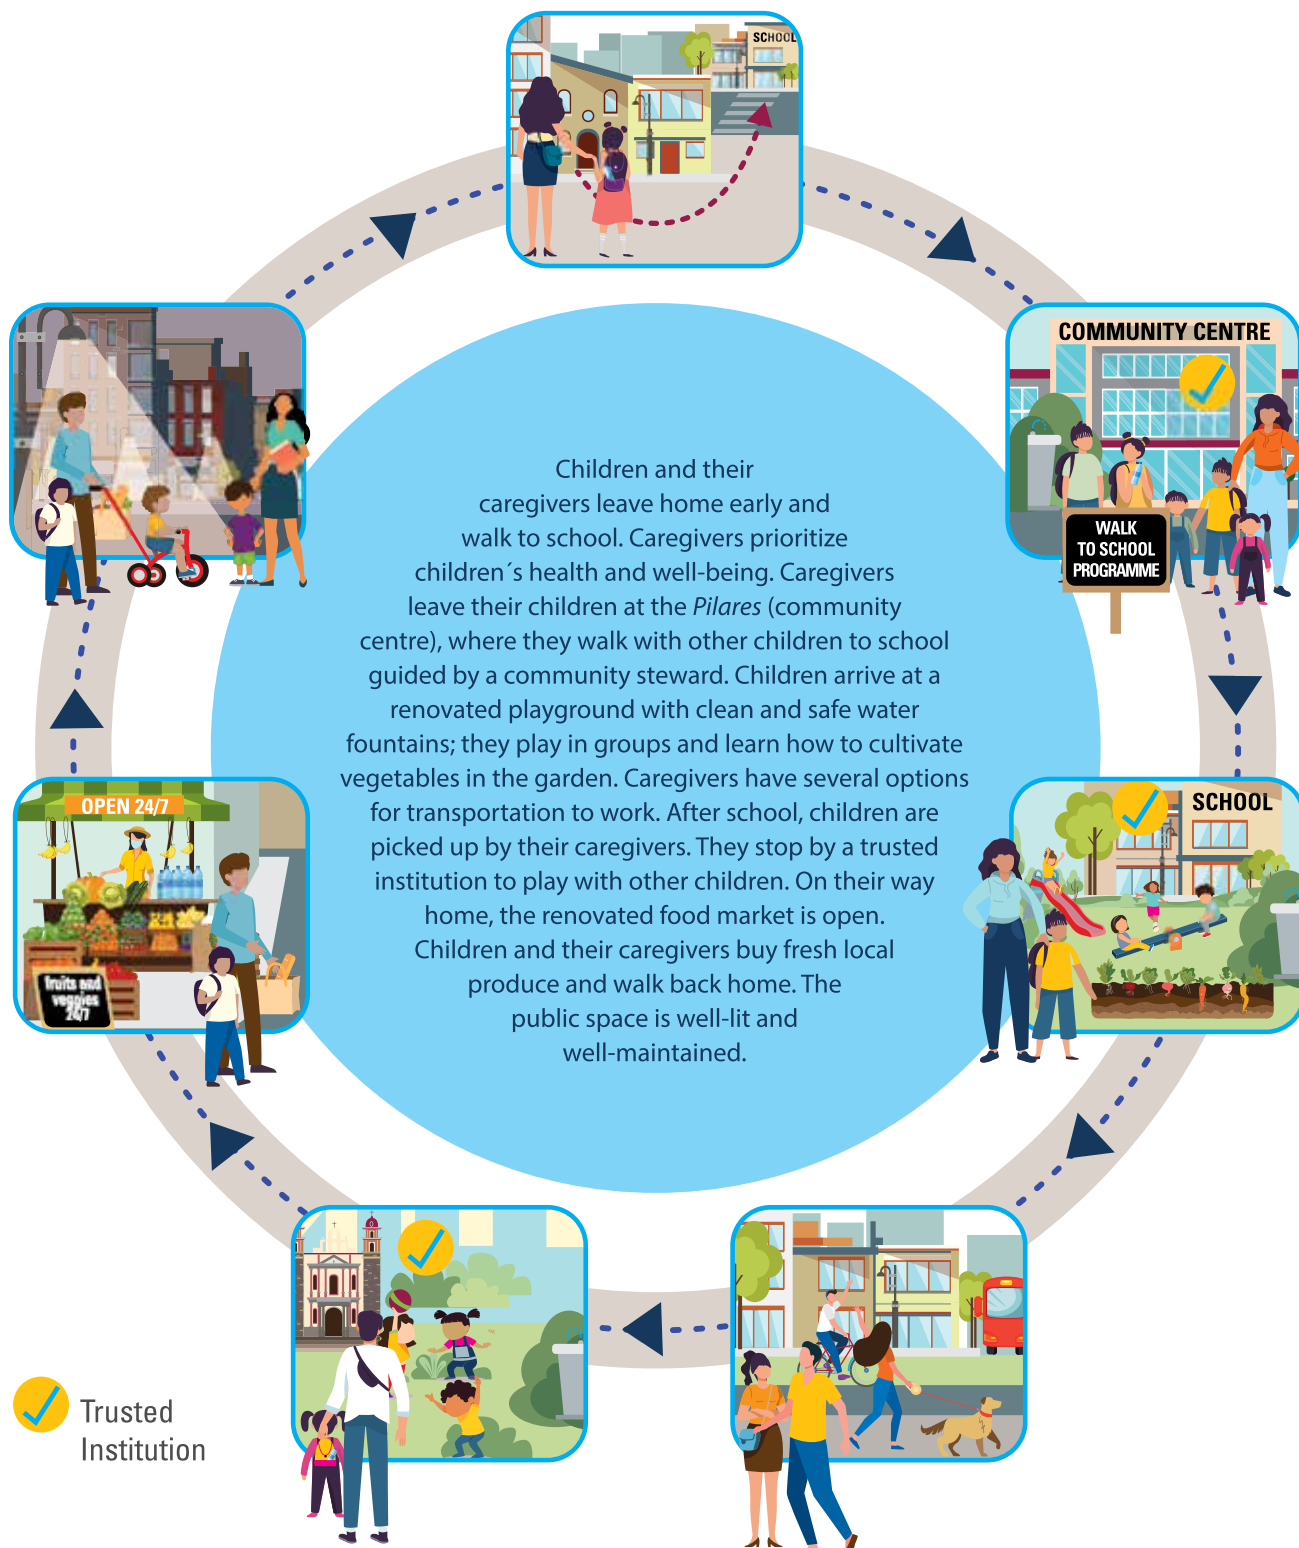 SCHOOL
COMMUNITY CENTRE
WALK
TO SCHOOL
PROGRAMME
Children and their
caregivers leave home early and
walk to school. Caregivers prioritize
children´s health and well-being. Caregivers
leave their children at the Pilares (community
centre), where they walk with other children to school
guided by a community steward. Children arrive at a
renovated playground with clean and safe water
fountains; they play in groups and learn how to cultivate
vegetables in the garden. Caregivers have several options
for transportation to work. After school, children are
picked up by their caregivers. They stop by a trusted
institution to play with other children. On their way
home, the renovated food market is open.
Children and their caregivers buy fresh local
produce and walk back home. The
public space is well-lit and
well-maintained.
OPEN 24/7
fruits and
veggies
24/7
SCHOOL
Trusted
Institution